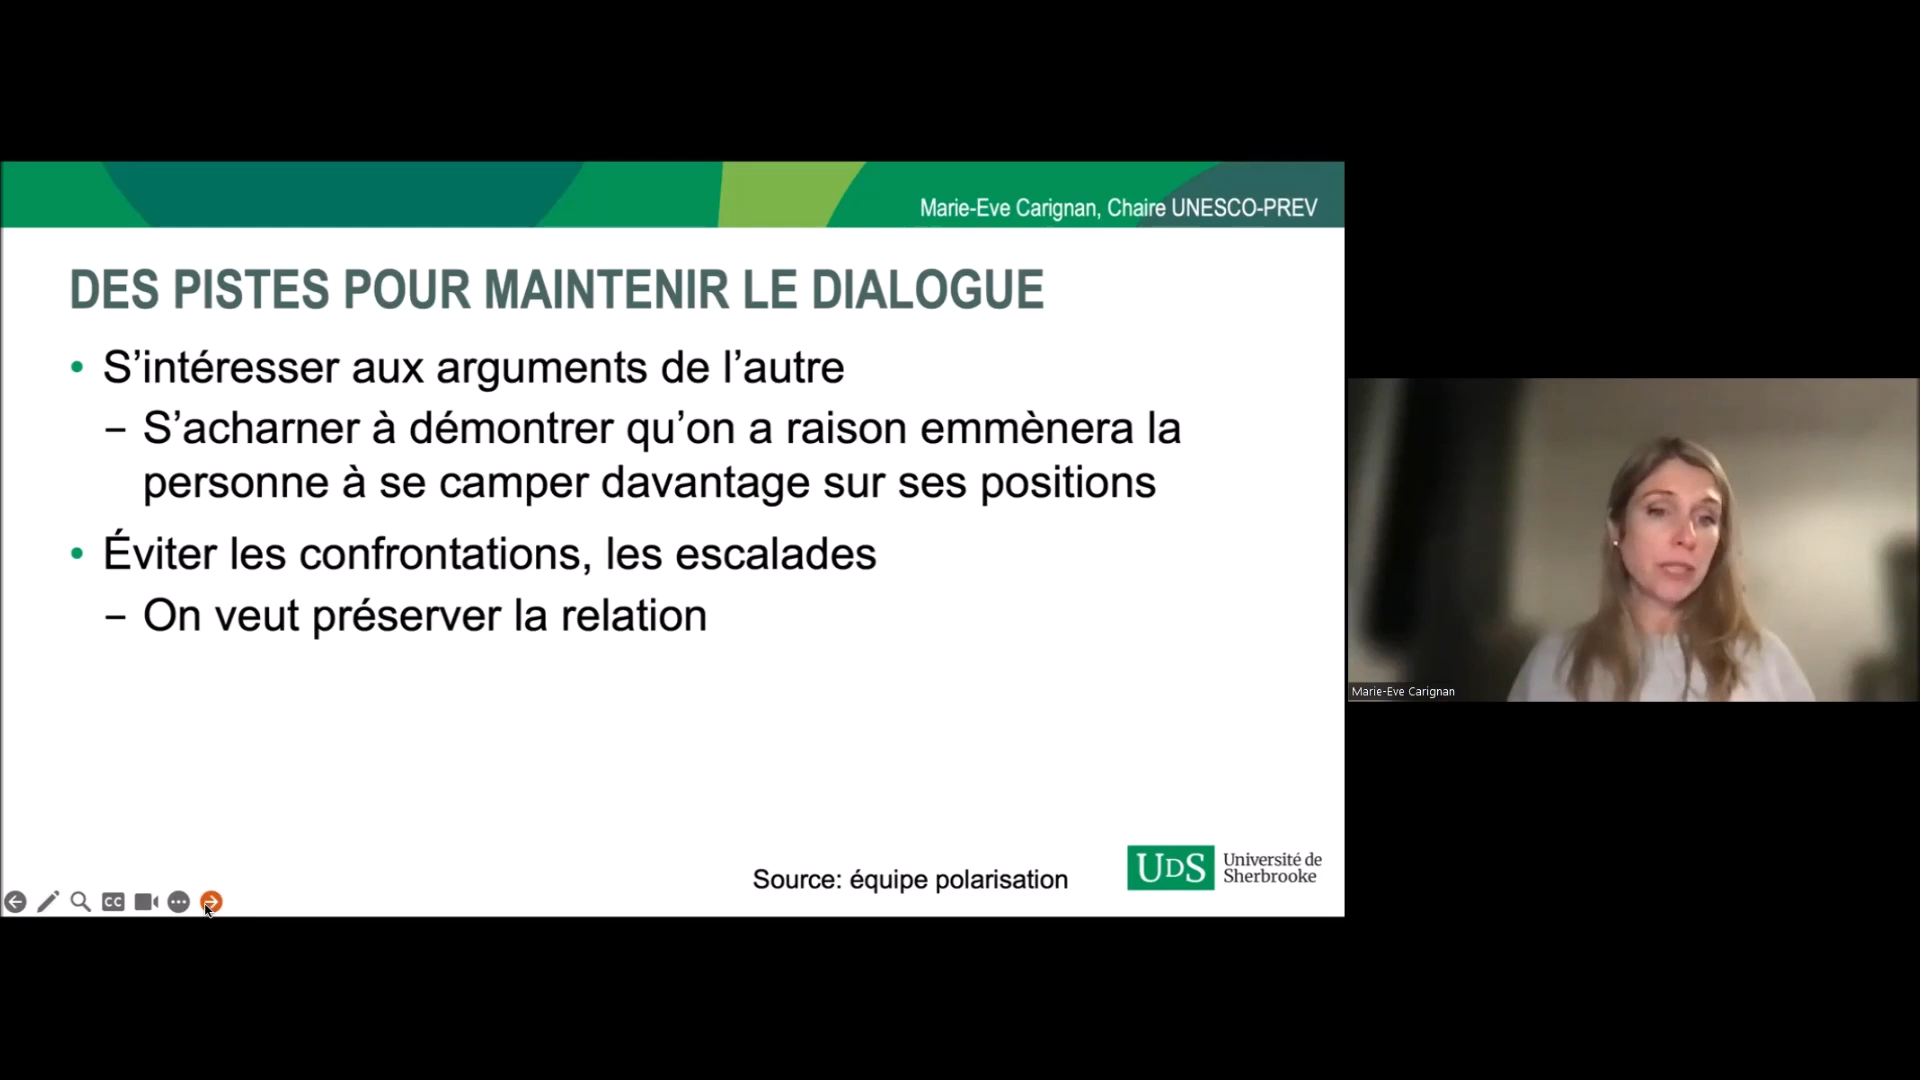 Marie-Eve Carignan, Chaire UNESCO-PREV
DES PISTES POUR MAINTENIR LE DIALOGUE
• S’intéresser aux arguments de l’autre
– S’acharner à démontrer qu’on a raison emmènera la
personne à se camper davantage sur ses positions
• Éviter les confrontations, les escalades
– On veut préserver la relation
Source: équipe polarisation
UDS Université de
Sherbrooke
CC
Marie-Eve Carignan